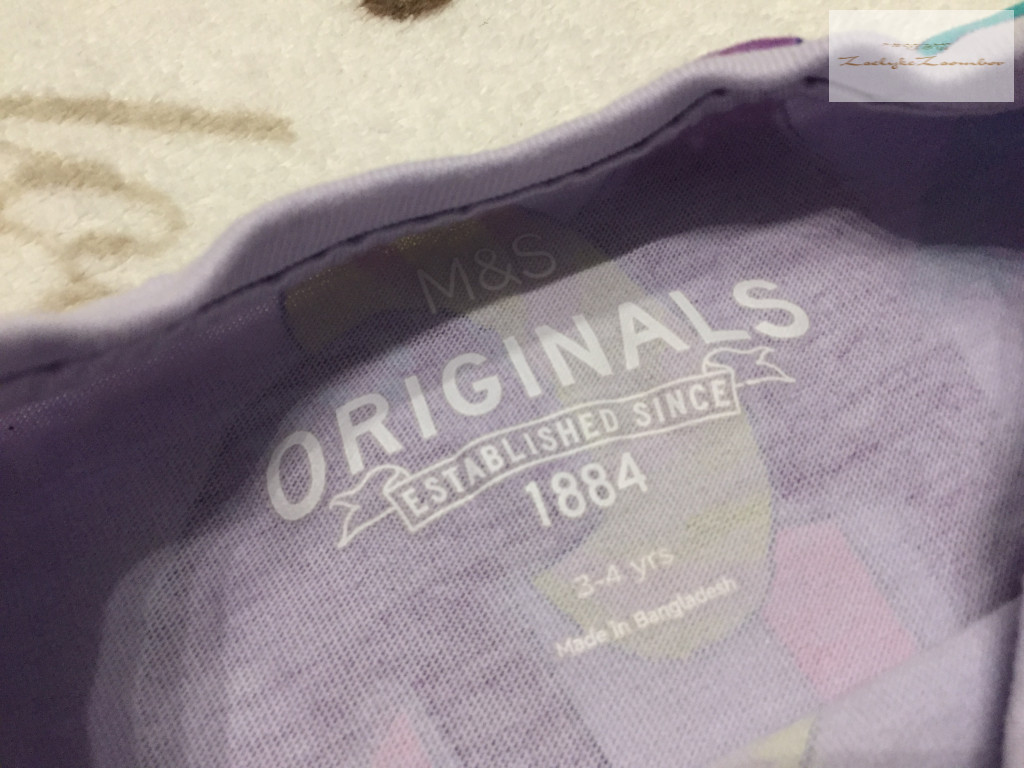 M&S
ORIGINALS
ESTABLISHED SINCE
1884
3-4 yrs
Made in Bangladesh